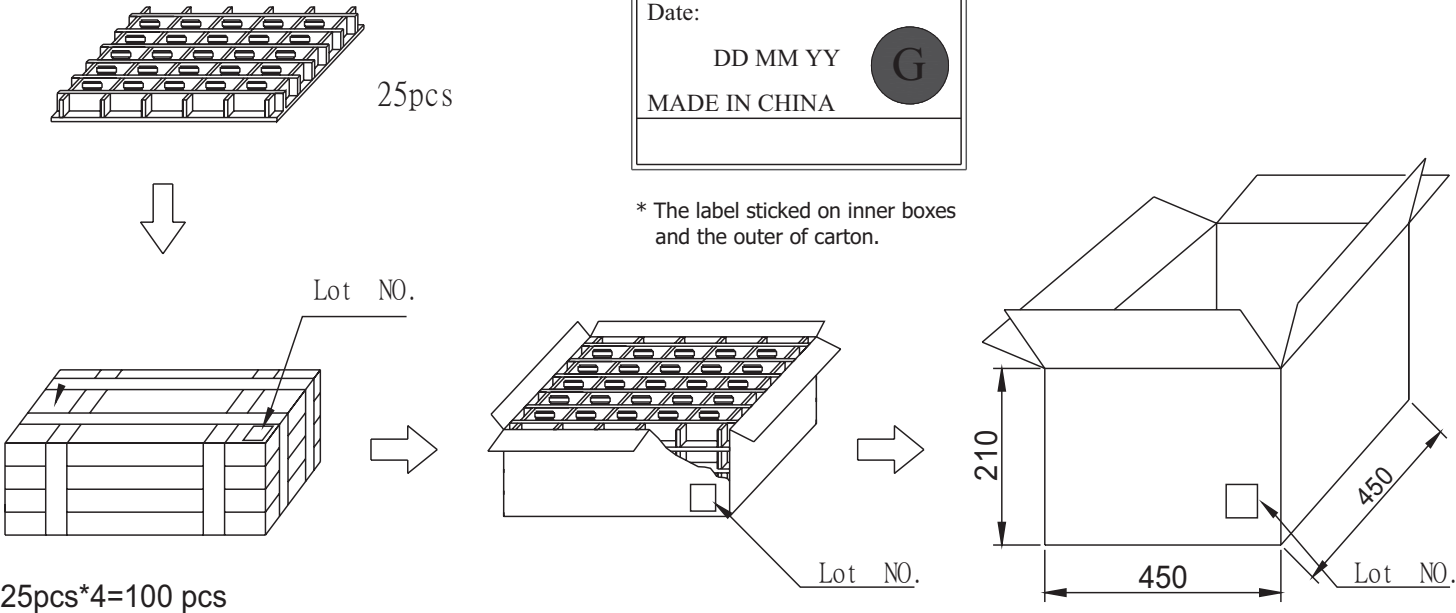 25pcs
Date:
DD MM YY
G
MADE IN CHINA
* The label sticked on inner boxes
and the outer of carton.
Lot NO.
25pcs*4=100 pcs
Lot NO.
210
450
450
Lot NO.